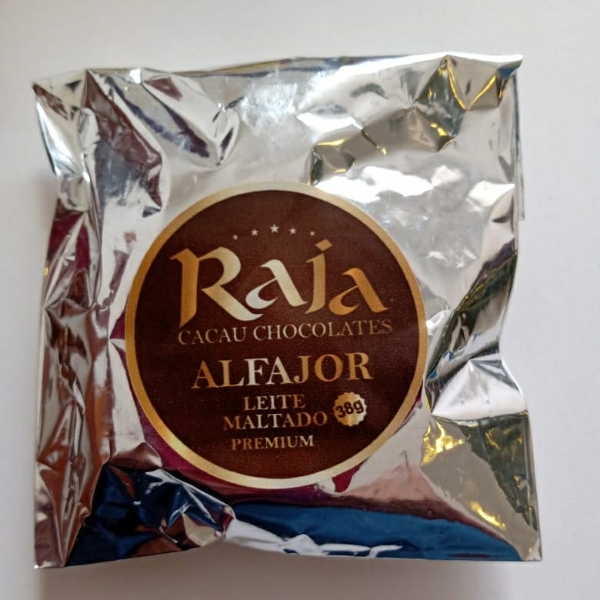 Raja
CACAU CHOCOLATES
ALFAJOR
LEITE
MALTADO 38g
PREMIUM